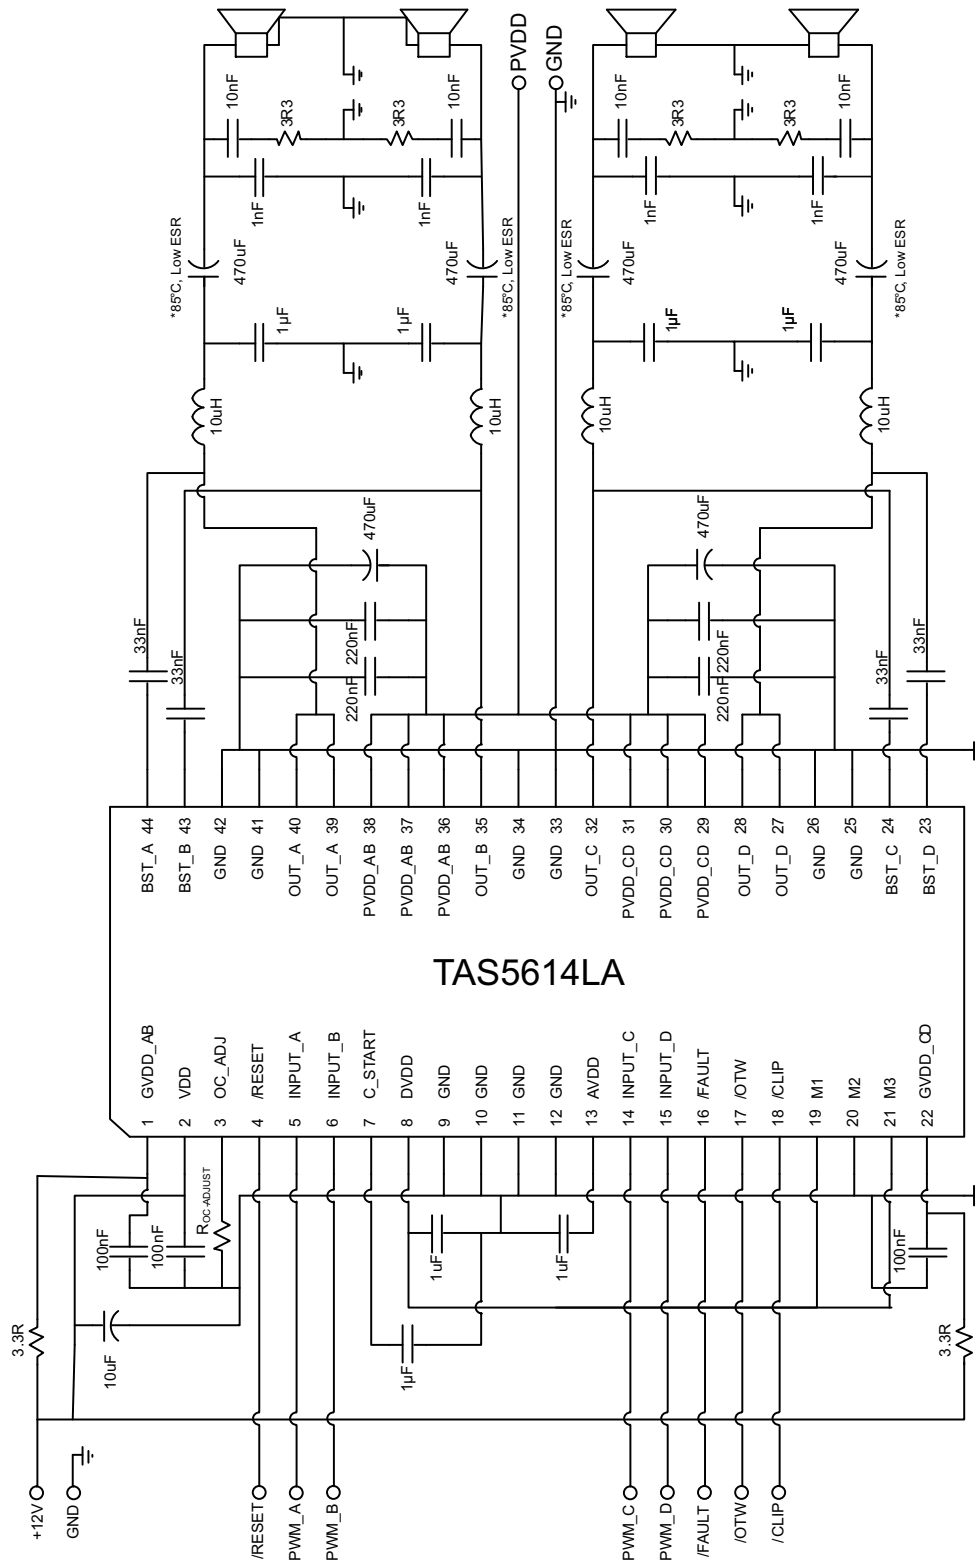 +12V
GND
/RESET
PWM_A
PWM_B
PWM_C
PWM_D
/FAULT
/OTW
/CLIP
3.3R
10uF
100nF
100nF
ROC-ADJUST
1µF
1uF
1uF
100nF
3.3R
1 GVDD_AB
2 VDD
3 OC_ADJ
4 /RESET
5 INPUT_A
6 INPUT_B
7 C_START
8 DVDD
9 GND
10 GND
11 GND
12 GND
13 AVDD
14 INPUT_C
15 INPUT_D
16 /FAULT
17 /OTW
18 /CLIP
19 M1
20 M2
21 M3
22 GVDD_CD
TAS5614LA
BST_A 44
BST_B 43
GND 42
GND 41
OUT_A 40
OUT_A 39
PVDD_AB 38
PVDD_AB 37
PVDD_AB 36
OUT_B 35
GND 34
GND 33
OUT_C 32
PVDD_CD 31
PVDD_CD 30
PVDD_CD 29
OUT_D 28
OUT_D 27
GND 26
GND 25
BST_C 24
BST_D 23
33nF
33nF
220nF
220nF
470uF
220nF
220nF
470uF
33nF
33nF
10uH
10uH
10uH
10uH
1µF
1µF
1µF
1µF
*85°C, Low ESR
470uF
470uF
*85°C, Low ESR
*85°C, Low ESR
470uF
470uF
*85°C, Low ESR
1nF
1nF
1nF
1nF
10nF
3R3
3R3
10nF
PVDD
GND
10nF
3R3
3R3
10nF